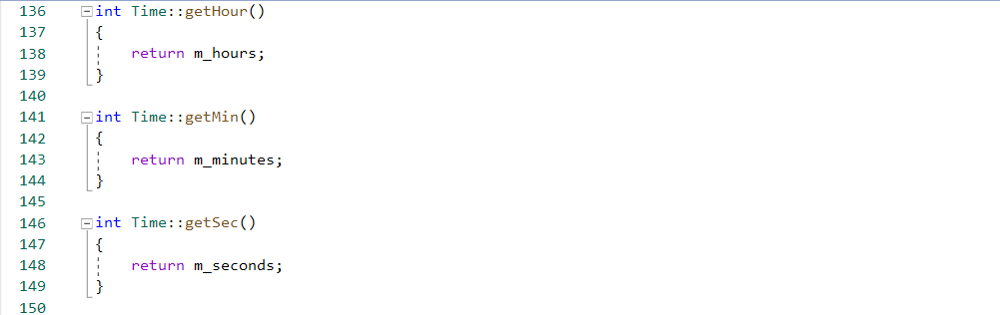 136 int Time::getHour()
137 {
138 return m_hours;
139 }
140
141 int Time::getMin()
142 {
143 return m_minutes;
144 }
145
146 int Time::getSec()
147 {
148 return m_seconds;
149 }
150